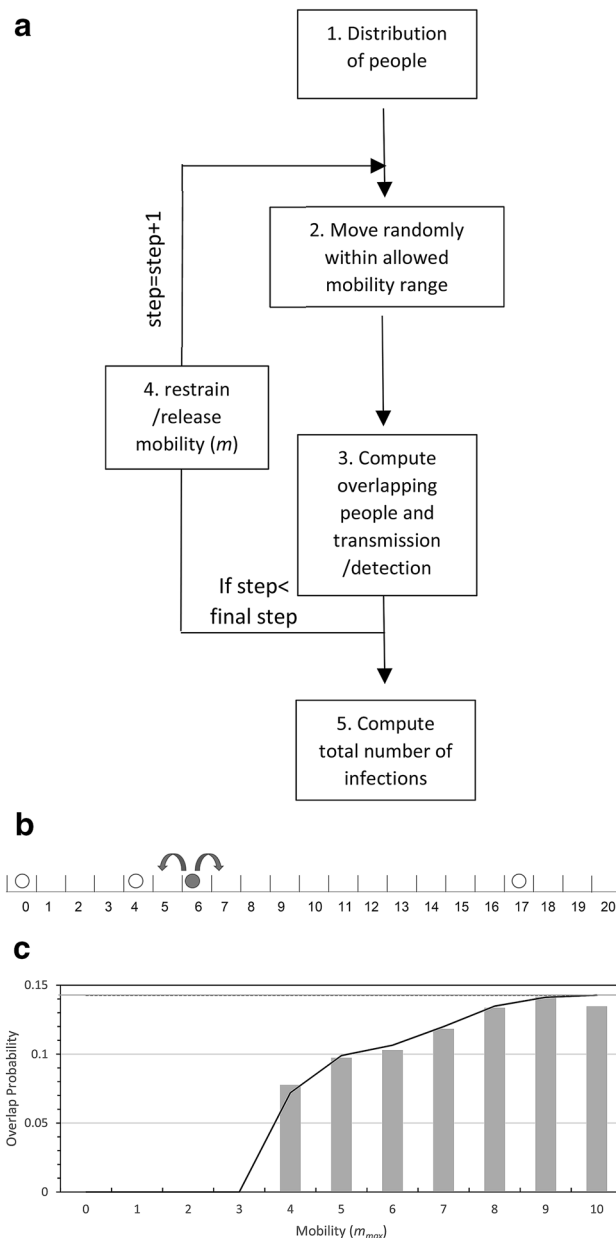 a
1. Distribution
of people
step=step+1
2. Move randomly
within allowed
mobility range
4. restrain
/release
mobility (m)
3. Compute
overlapping
people and
transmission
/detection
If step<
final step
5. Compute
total number of
infections
b
0 1 2 3 4 5 6 7 8 9 10 11 12 13 14 15 16 17 18 19 20
c
0.15
0.1
0.05
0
Overlap Probability
0 1 2 3 4 5 6 7 8 9 10
Mobility (mmax)